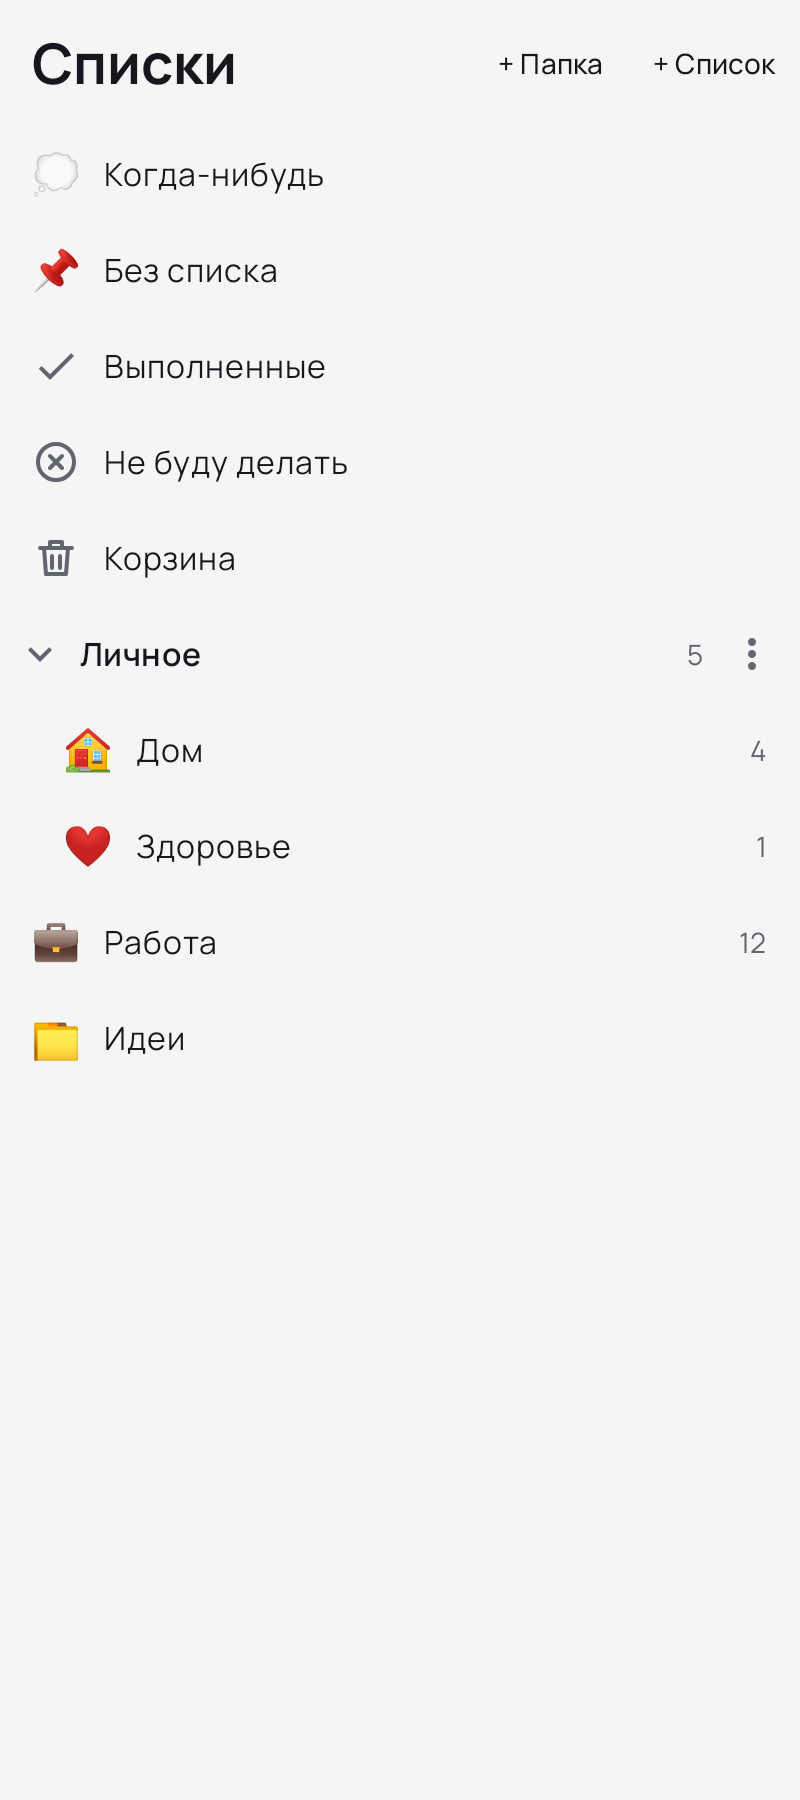 Списки
+ Папка
+ Список
Когда-нибудь
Без списка
Выполненные
Не буду делать
Корзина
Личное 5
Дом 4
Здоровье 1
Работа 12
Идеи